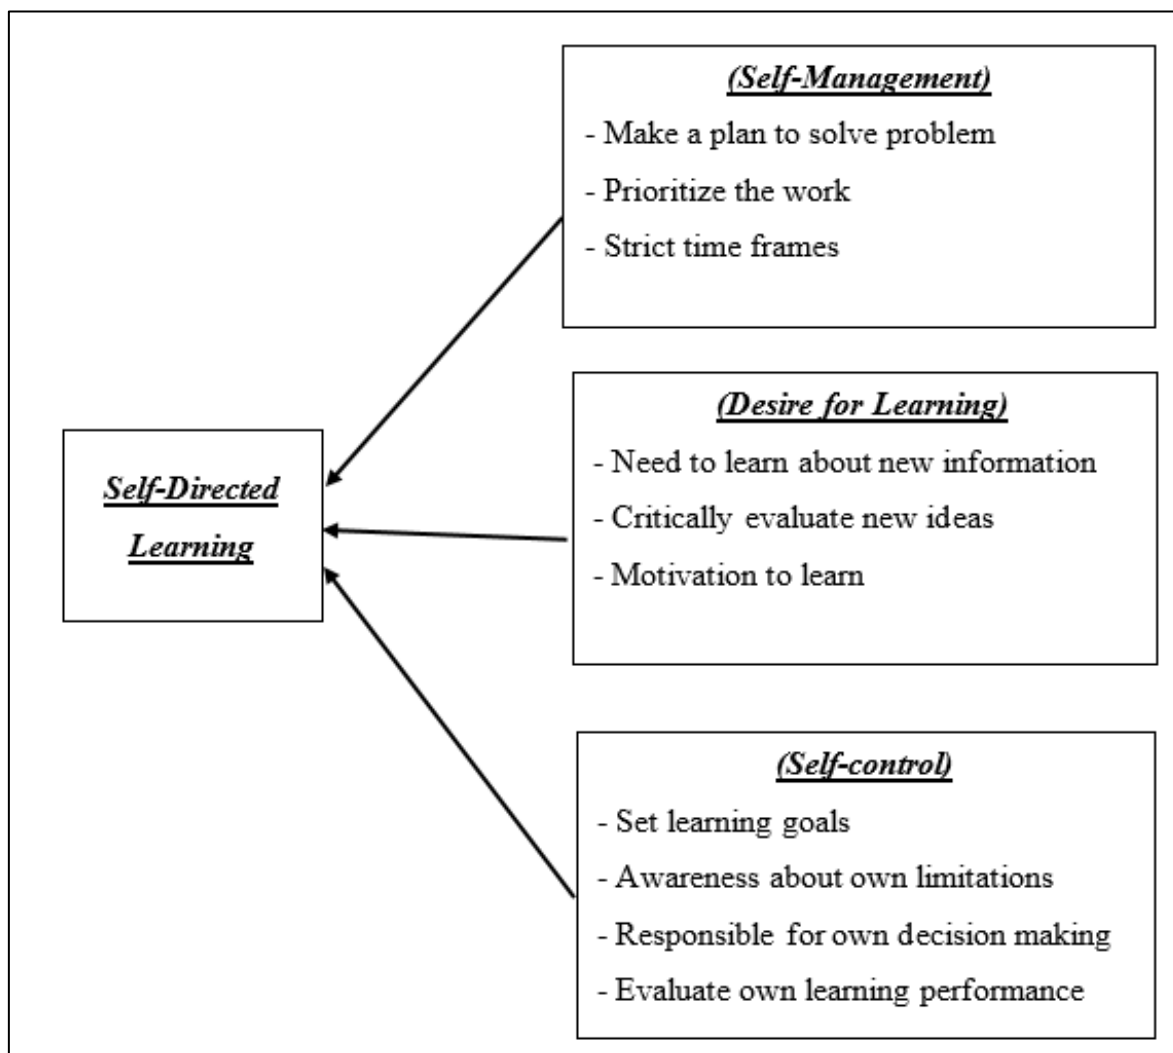 (Self-Management)
- Make a plan to solve problem
- Prioritize the work
- Strict time frames
(Desire for Learning)
- Need to learn about new information
- Critically evaluate new ideas
- Motivation to learn
Self-Directed
Learning
(Self-control)
- Set learning goals
- Awareness about own limitations
- Responsible for own decision making
- Evaluate own learning performance